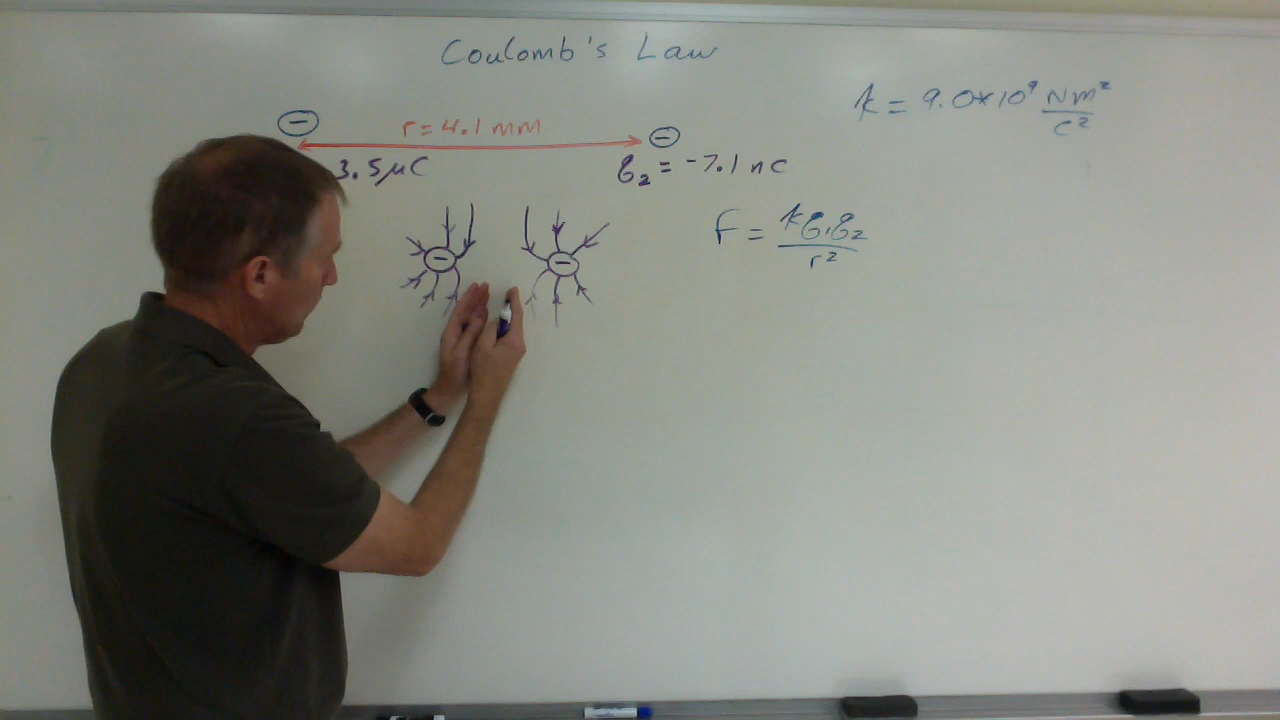 Coulomb's Law
k = 9.0*10⁹ Nm²/C²
⊖ r = 4.1 mm ⊖
3.5 μC q₂ = -7.1 nC
F = kq₁q₂/r²
⊖ ⊖